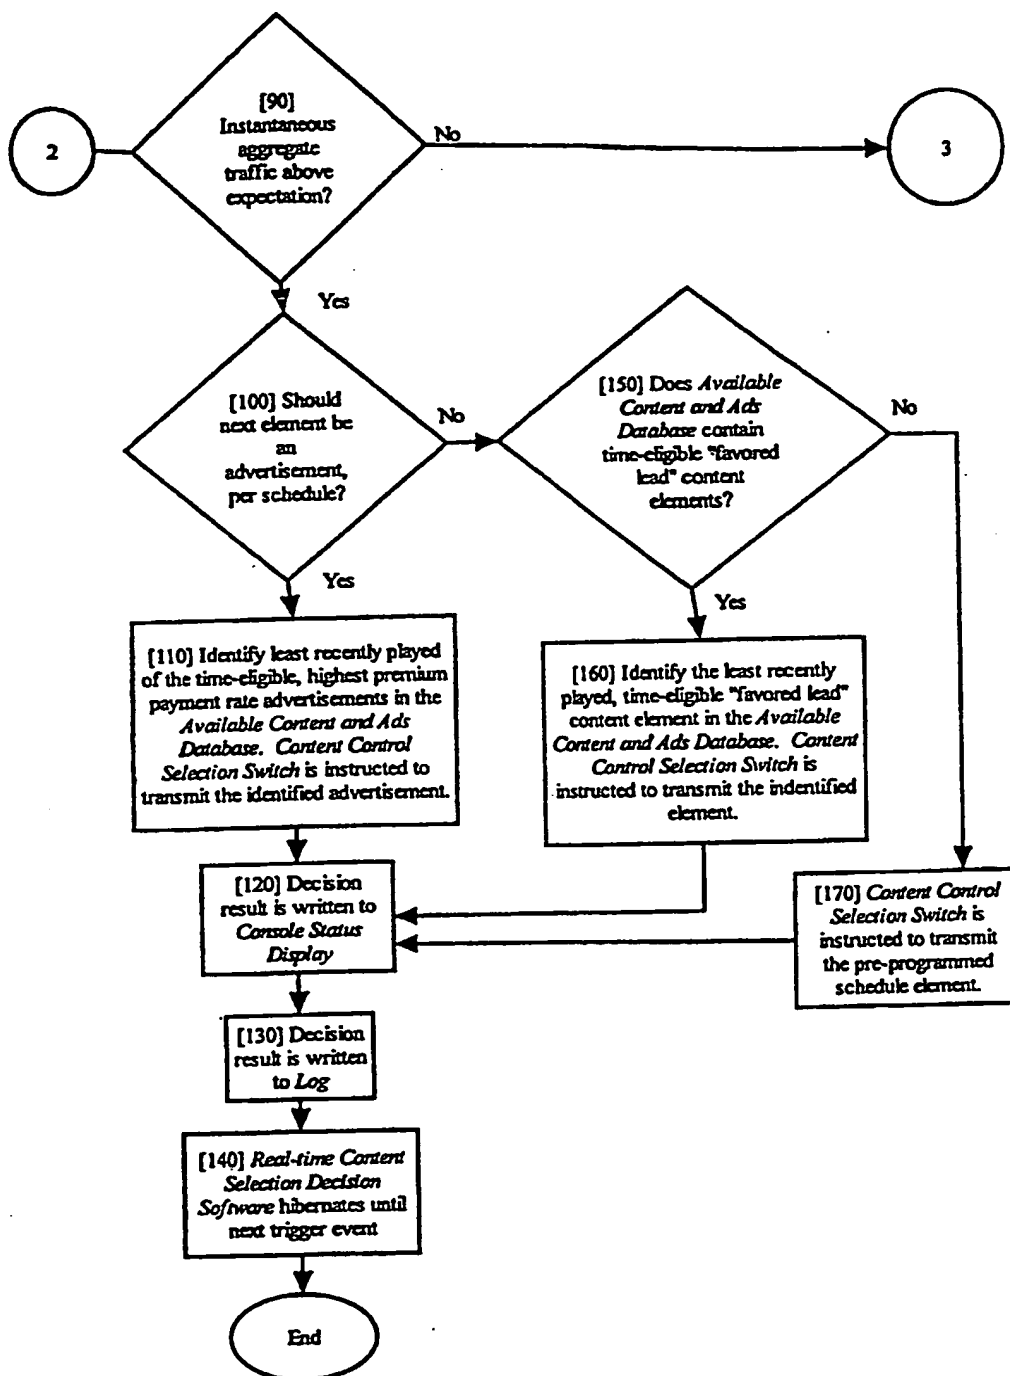 2
[90]
Instantaneous
aggregate
traffic above
expectation?
No
3
Yes
[100] Should
next element be
an
advertisement,
per schedule?
No
[150] Does Available
Content and Ads
Database contain
time-eligible "favored
lead" content
elements?
No
Yes
Yes
[110] Identify least recently played
of the time-eligible, highest premium
payment rate advertisements in the
Available Content and Ads
Database. Content Control
Selection Switch is instructed to
transmit the identified advertisement.
[160] Identify the least recently
played, time-eligible "favored lead"
content element in the Available
Content and Ads Database. Content
Control Selection Switch is
instructed to transmit the indentified
element.
[120] Decision
result is written to
Console Status
Display
[170] Content Control
Selection Switch is
instructed to transmit
the pre-programmed
schedule element.
[130] Decision
result is written
to Log
[140] Real-time Content
Selection Decision
Software hibernates until
next trigger event
End